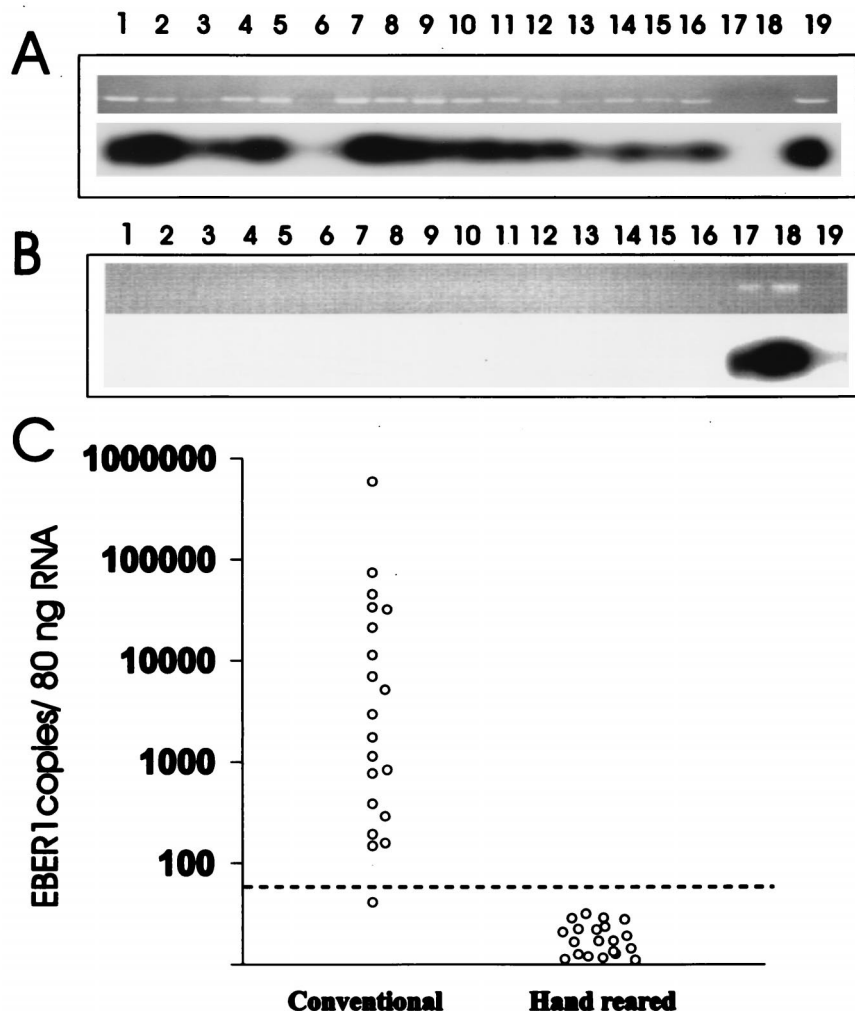 1 2 3 4 5 6 7 8 9 10 11 12 13 14 15 16 17 18 19
A
1 2 3 4 5 6 7 8 9 10 11 12 13 14 15 16 17 18 19
B
C
1000000
100000
10000
1000
100
EBER1copies/ 80 ng RNA
Conventional Hand reared